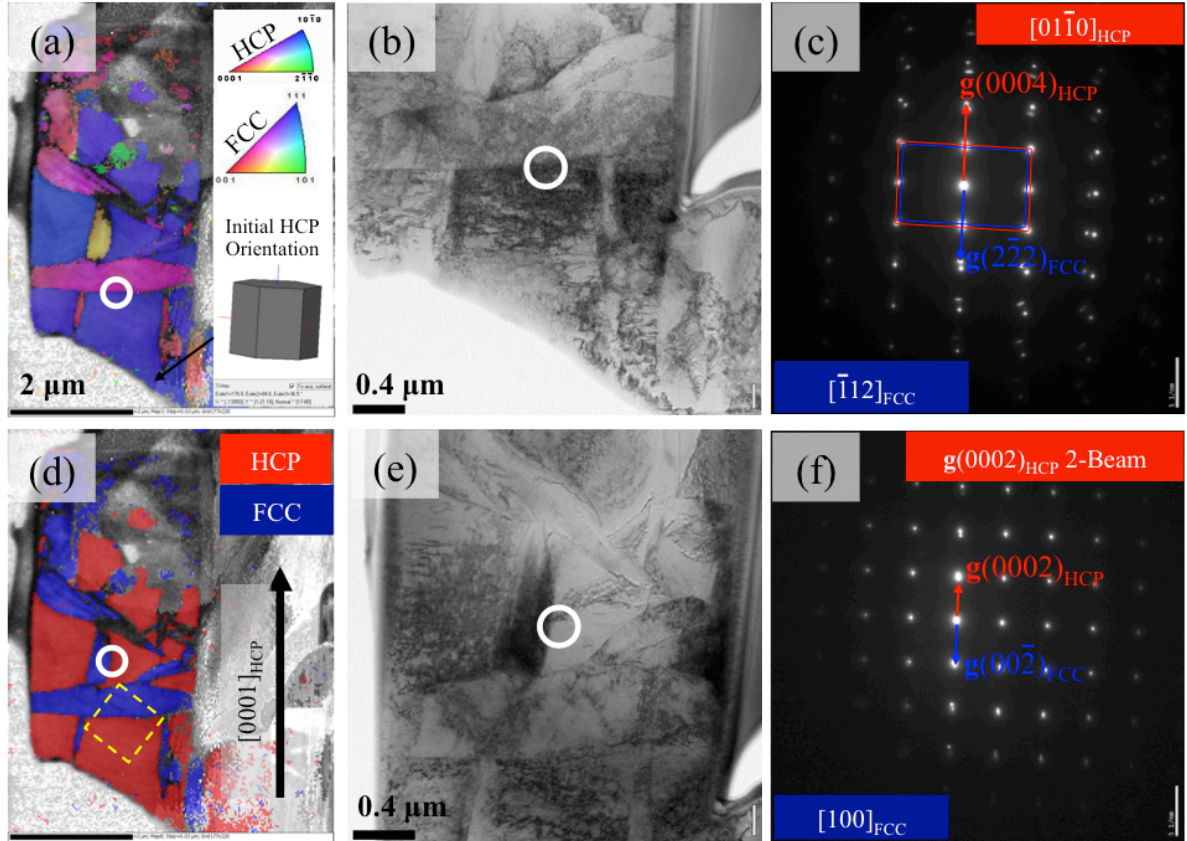 (a)
101̄0
HCP
0001
21̄1̄0
111
FCC
001
101
Initial HCP
Orientation
2 μm
(b)
0.4 μm
(c)
[011̄0]HCP
g(0004)HCP
g(22̄2)FCC
[1̄12]FCC
(d)
HCP
FCC
[0001]HCP
(e)
0.4 μm
(f)
g(0002)HCP 2-Beam
g(0002)HCP
g(002̄)FCC
[100]FCC